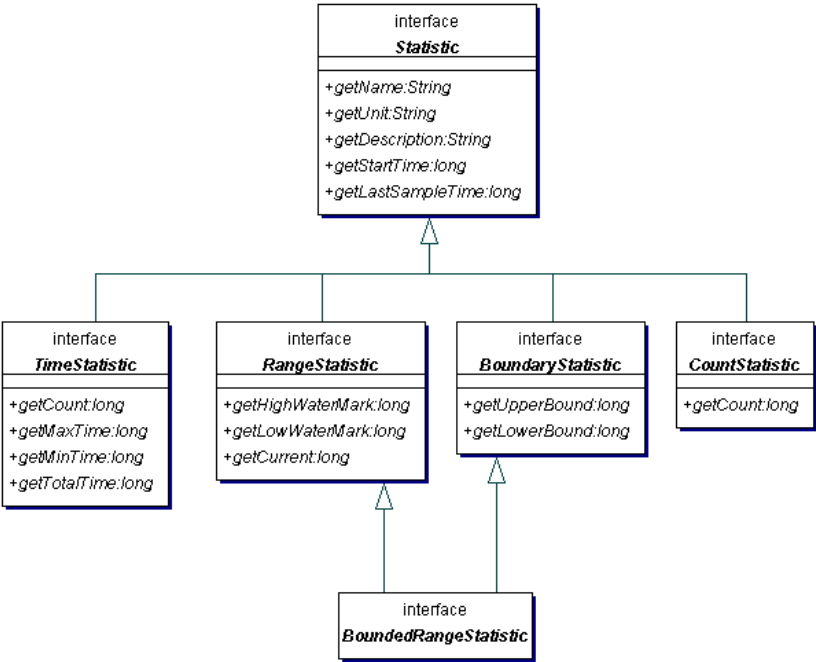 interface
Statistic
+getName:String
+getUnit:String
+getDescription:String
+getStartTime:long
+getLastSampleTime:long
interface
TimeStatistic
+getCount:long
+getMaxTime:long
+getMinTime:long
+getTotalTime:long
interface
RangeStatistic
+getHighWaterMark:long
+getLowWaterMark:long
+getCurrent:long
interface
BoundaryStatistic
+getUpperBound:long
+getLowerBound:long
interface
CountStatistic
+getCount:long
interface
BoundedRangeStatistic